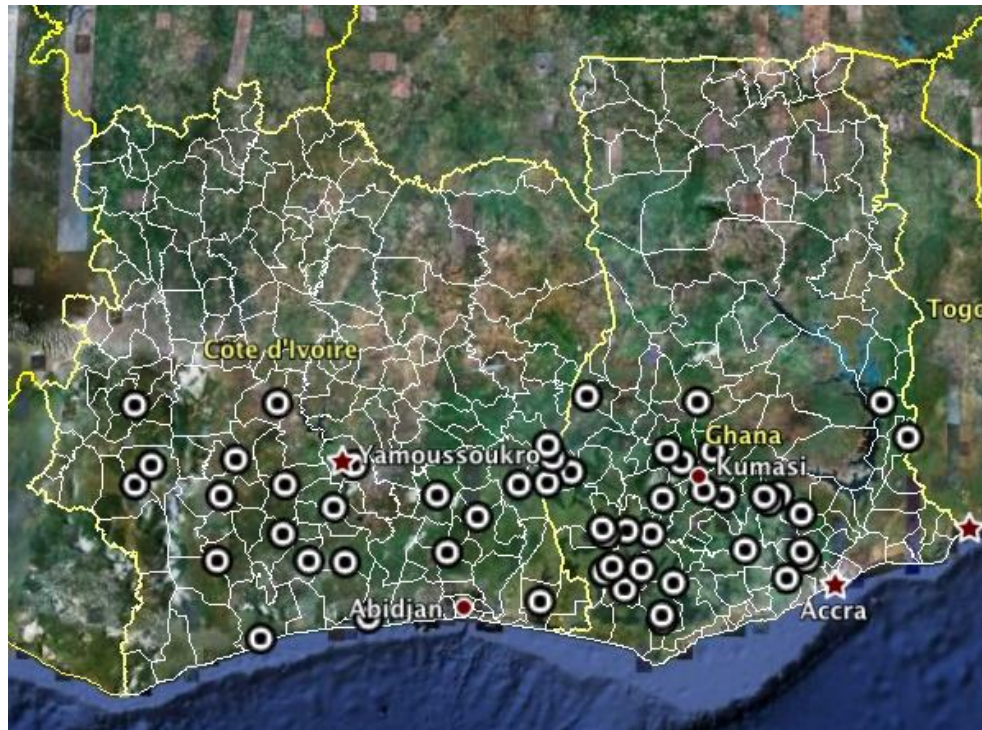 Togo
Côte d'Ivoire
Ghana
Yamoussoukro
Kumasi
Abidjan
Accra